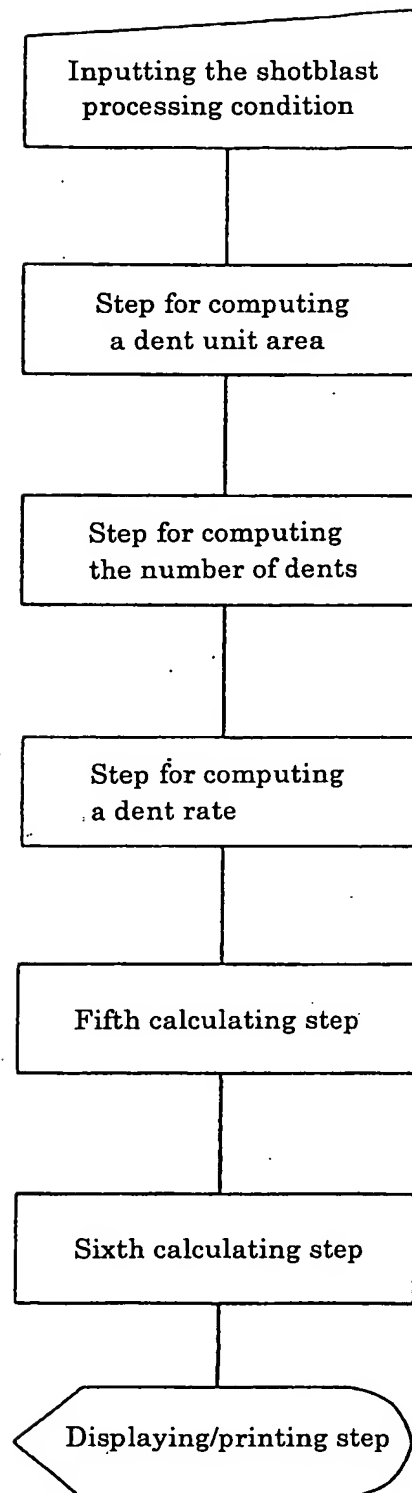 Inputting the shotblast
processing condition
Step for computing
a dent unit area
Step for computing
the number of dents
Step for computing
a dent rate
Fifth calculating step
Sixth calculating step
Displaying/printing step